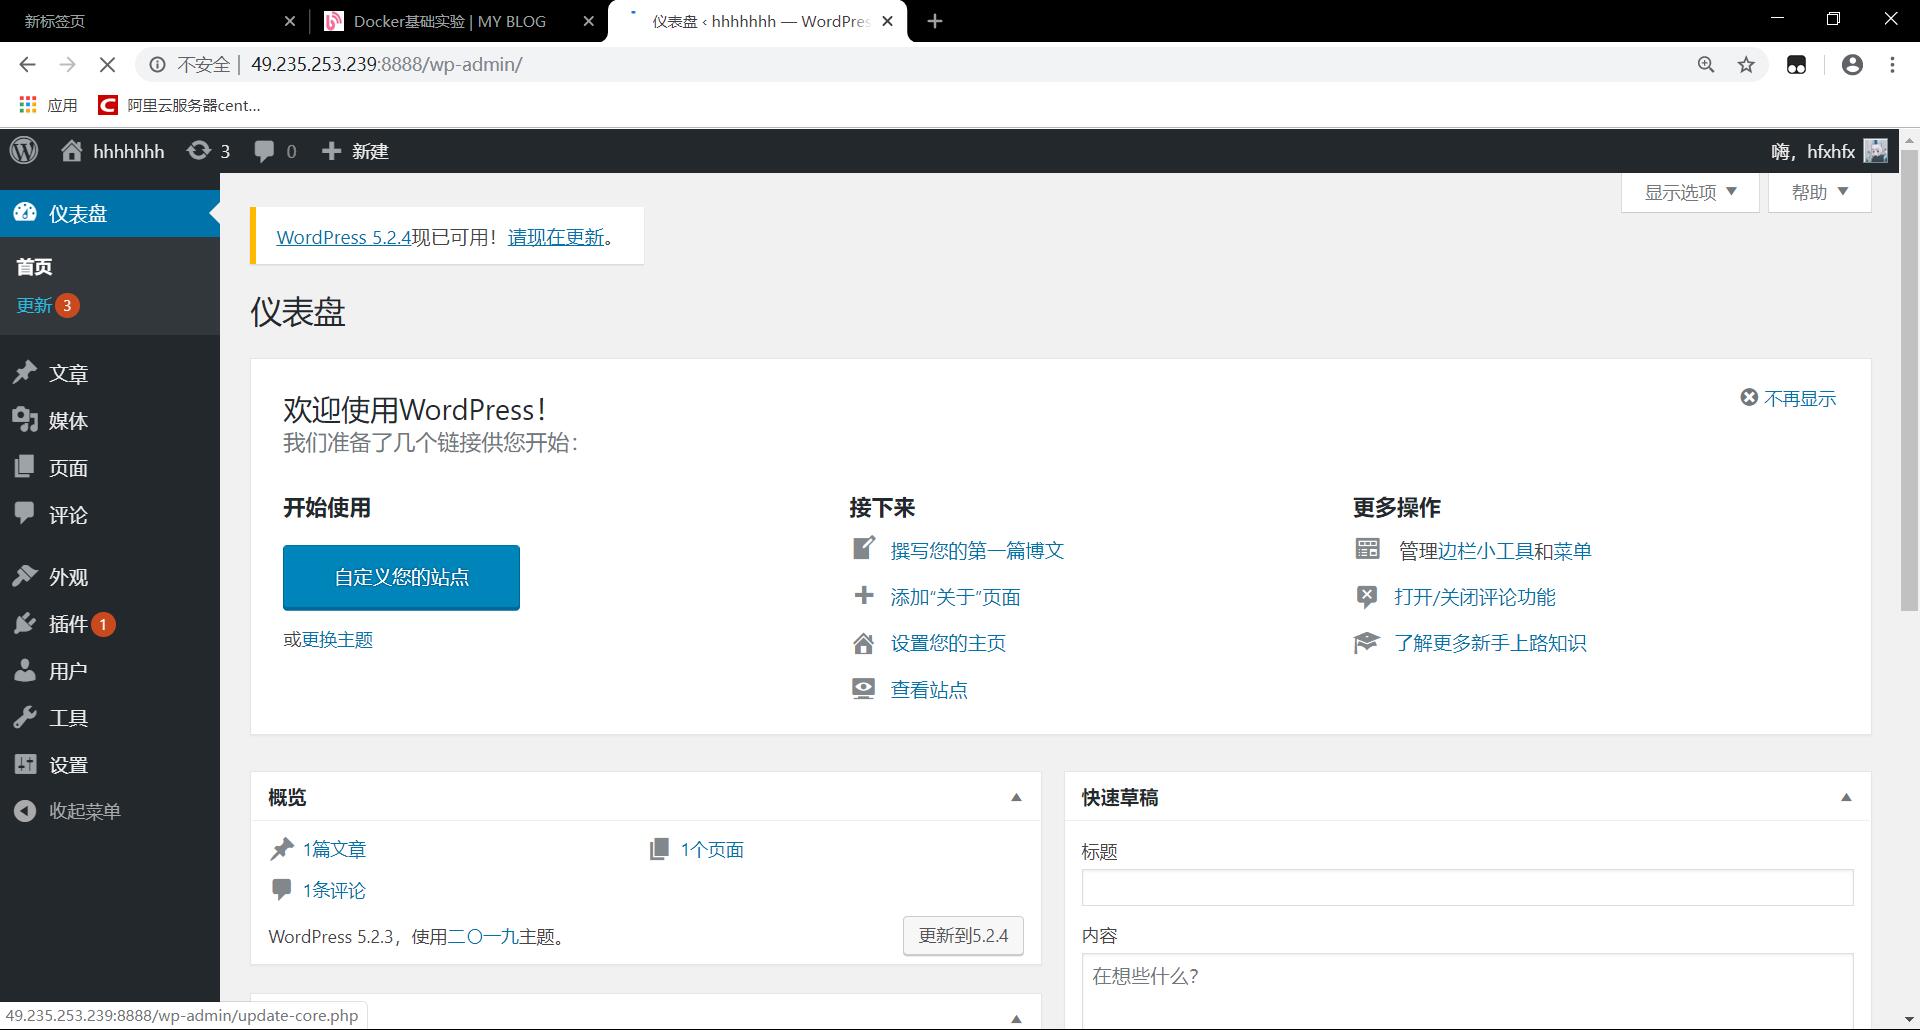 新标签页
Docker基础实验 | MY BLOG
仪表盘 ‹ hhhhhhh — WordPres
不安全 | 49.235.253.239:8888/wp-admin/
应用
阿里云服务器cent...
hhhhhhh 3 0 新建
嗨，hfxhfx
显示选项
帮助
仪表盘
首页
更新 3
文章
媒体
页面
评论
外观
插件 1
用户
工具
设置
收起菜单
WordPress 5.2.4现已可用！请现在更新。
仪表盘
欢迎使用WordPress！
不再显示
我们准备了几个链接供您开始：
开始使用
自定义您的站点
或更换主题
接下来
撰写您的第一篇博文
添加“关于”页面
设置您的主页
查看站点
更多操作
管理边栏小工具和菜单
打开/关闭评论功能
了解更多新手上路知识
概览
1篇文章
1个页面
1条评论
WordPress 5.2.3，使用二〇一九主题。
更新到5.2.4
快速草稿
标题
内容
在想些什么？
49.235.253.239:8888/wp-admin/update-core.php